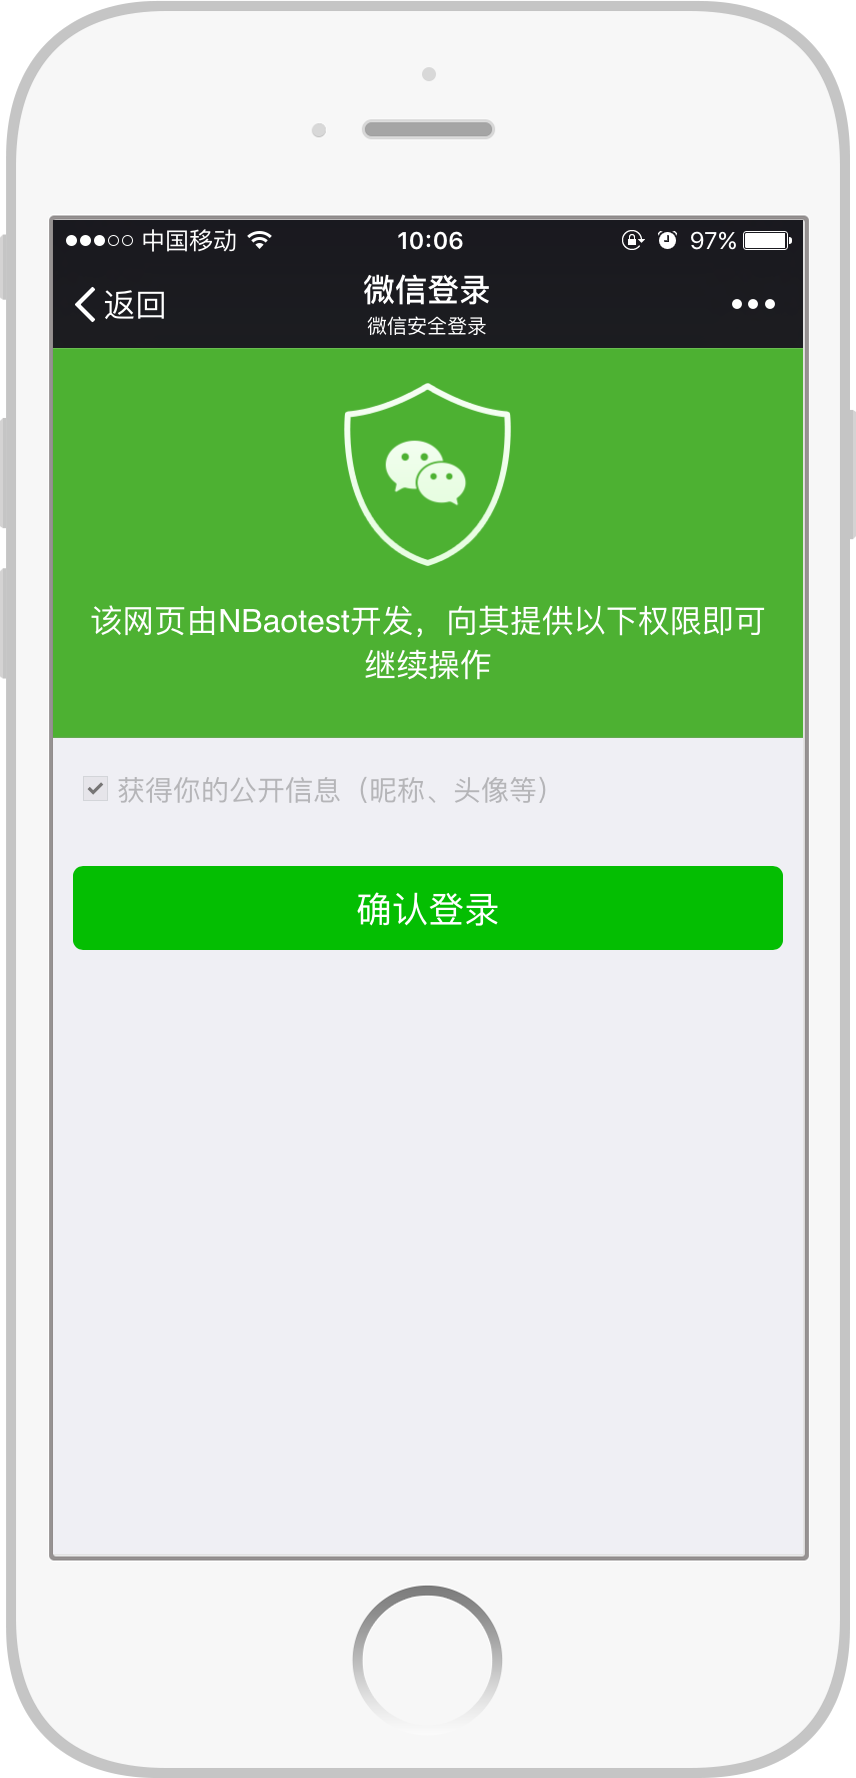 中国移动 10:06 97%
返回
微信登录
微信安全登录
该网页由NBaotest开发，向其提供以下权限即可
继续操作
获得你的公开信息（昵称、头像等）
确认登录